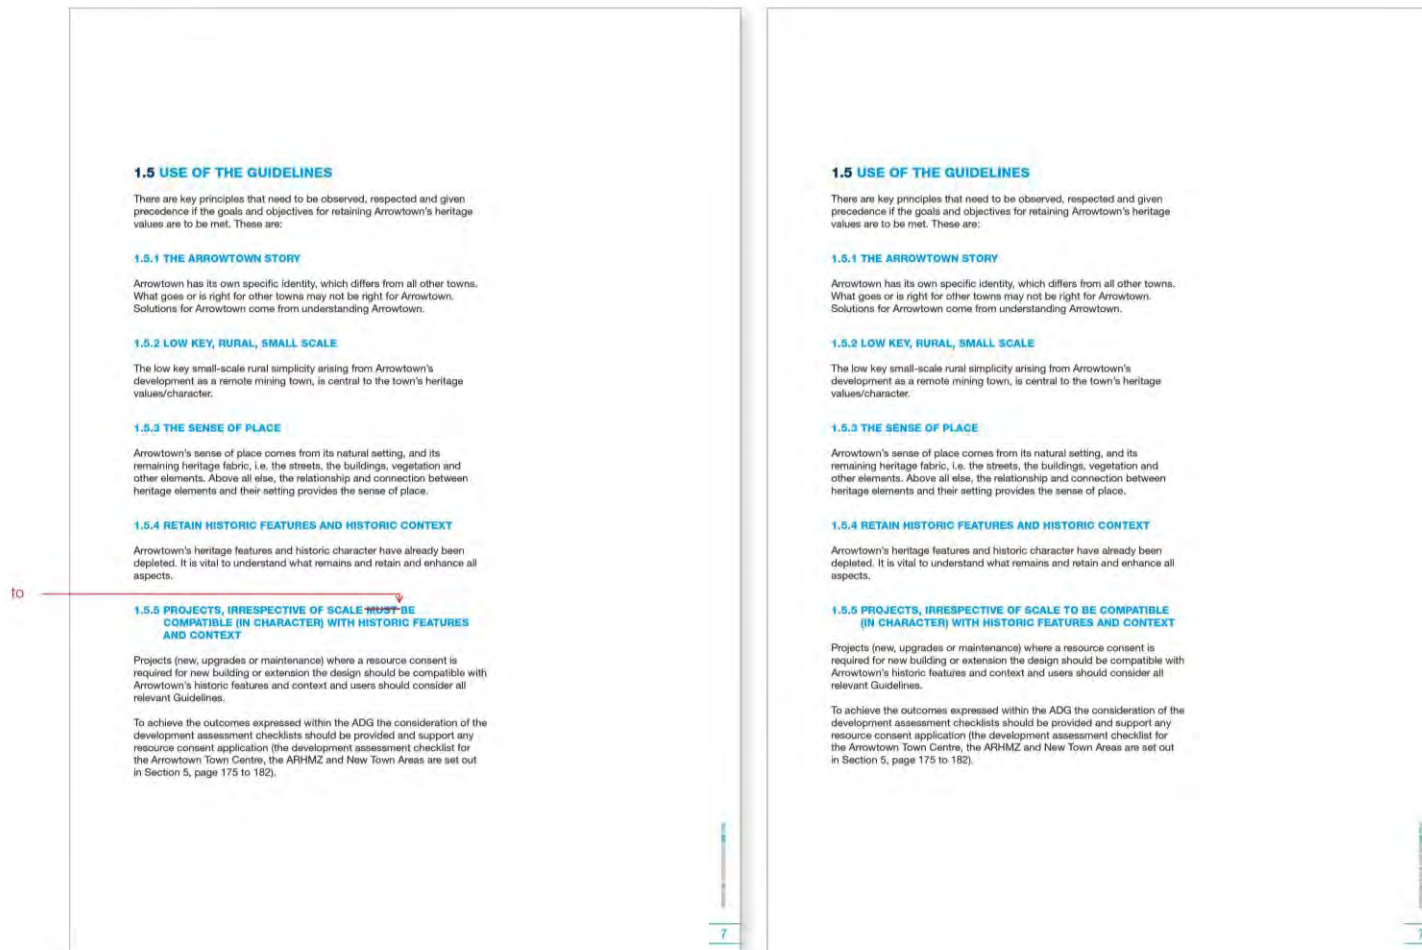 1.5 USE OF THE GUIDELINES
There are key principles that need to be observed, respected and given
precedence if the goals and objectives for retaining Arrowtown's heritage
values are to be met. These are:
1.5.1 THE ARROWTOWN STORY
Arrowtown has its own specific identity, which differs from all other towns.
What goes or is right for other towns may not be right for Arrowtown.
Solutions for Arrowtown come from understanding Arrowtown.
1.5.2 LOW KEY, RURAL, SMALL SCALE
The low key small-scale rural simplicity arising from Arrowtown's
development as a remote mining town, is central to the town's heritage
values/character.
1.5.3 THE SENSE OF PLACE
Arrowtown's sense of place comes from its natural setting, and its
remaining heritage fabric, i.e. the streets, the buildings, vegetation and
other elements. Above all else, the relationship and connection between
heritage elements and their setting provides the sense of place.
1.5.4 RETAIN HISTORIC FEATURES AND HISTORIC CONTEXT
Arrowtown's heritage features and historic character have already been
depleted. It is vital to understand what remains and retain and enhance all
aspects.
to
1.5.5 PROJECTS, IRRESPECTIVE OF SCALE MUST BE
COMPATIBLE (IN CHARACTER) WITH HISTORIC FEATURES
AND CONTEXT
Projects (new, upgrades or maintenance) where a resource consent is
required for new building or extension the design should be compatible with
Arrowtown's historic features and context and users should consider all
relevant Guidelines.
To achieve the outcomes expressed within the ADG the consideration of the
development assessment checklists should be provided and support any
resource consent application (the development assessment checklist for
the Arrowtown Town Centre, the ARHMZ and New Town Areas are set out
in Section 5, page 175 to 182).
7
1.5 USE OF THE GUIDELINES
There are key principles that need to be observed, respected and given
precedence if the goals and objectives for retaining Arrowtown's heritage
values are to be met. These are:
1.5.1 THE ARROWTOWN STORY
Arrowtown has its own specific identity, which differs from all other towns.
What goes or is right for other towns may not be right for Arrowtown.
Solutions for Arrowtown come from understanding Arrowtown.
1.5.2 LOW KEY, RURAL, SMALL SCALE
The low key small-scale rural simplicity arising from Arrowtown's
development as a remote mining town, is central to the town's heritage
values/character.
1.5.3 THE SENSE OF PLACE
Arrowtown's sense of place comes from its natural setting, and its
remaining heritage fabric, i.e. the streets, the buildings, vegetation and
other elements. Above all else, the relationship and connection between
heritage elements and their setting provides the sense of place.
1.5.4 RETAIN HISTORIC FEATURES AND HISTORIC CONTEXT
Arrowtown's heritage features and historic character have already been
depleted. It is vital to understand what remains and retain and enhance all
aspects.
1.5.5 PROJECTS, IRRESPECTIVE OF SCALE TO BE COMPATIBLE
(IN CHARACTER) WITH HISTORIC FEATURES AND CONTEXT
Projects (new, upgrades or maintenance) where a resource consent is
required for new building or extension the design should be compatible with
Arrowtown's historic features and context and users should consider all
relevant Guidelines.
To achieve the outcomes expressed within the ADG the consideration of the
development assessment checklists should be provided and support any
resource consent application (the development assessment checklist for
the Arrowtown Town Centre, the ARHMZ and New Town Areas are set out
in Section 5, page 175 to 182).